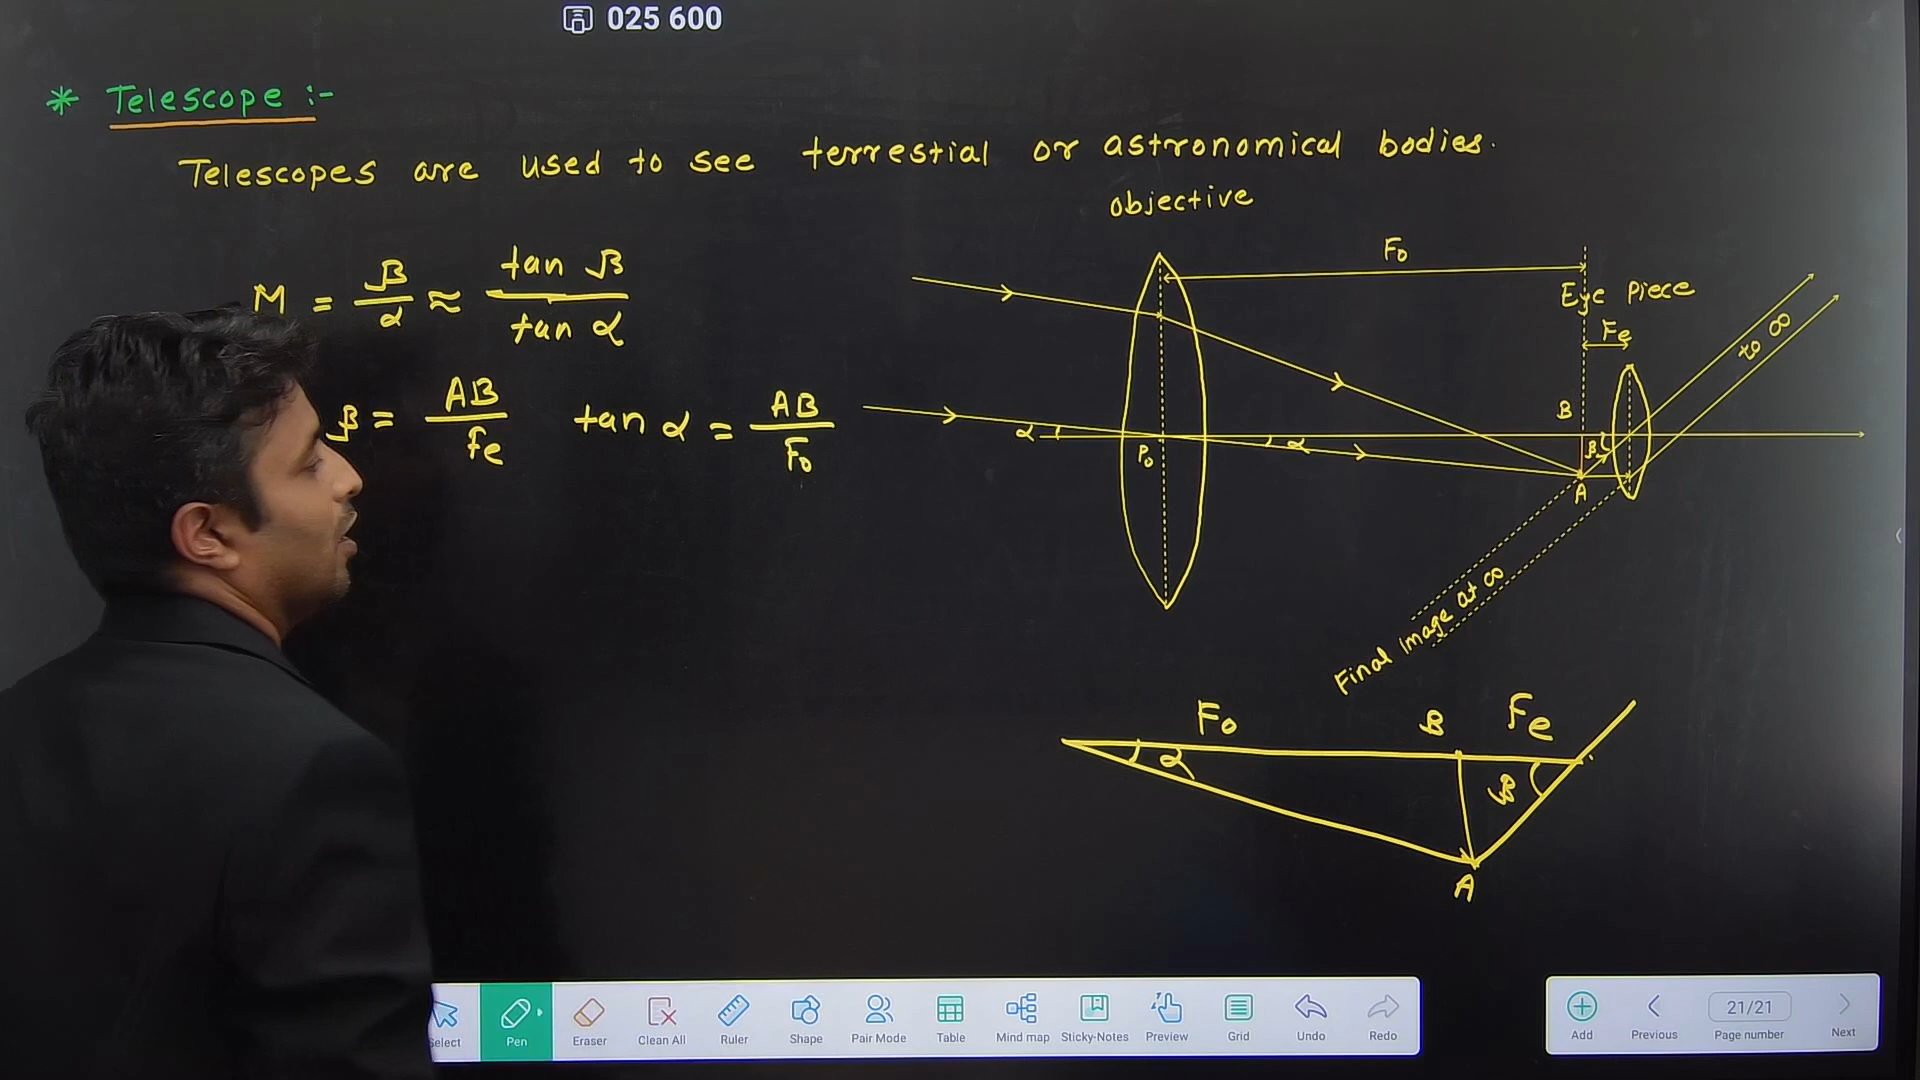 025 600
* Telescope :-
Telescopes are used to see terrestial or astronomical bodies.
objective
M = β/α ≈ tan β/tan α
β = AB/fe tan α = AB/Fo
Fo
Eye Piece
Fe
to ∞
B
α
α
β
Po
A
Final image at ∞
Fo B Fe
α β
A
Select Pen Eraser Clean All Ruler Shape Pair Mode Table Mind map Sticky-Notes Preview Grid Undo Redo
21/21
Add Previous Page number Next